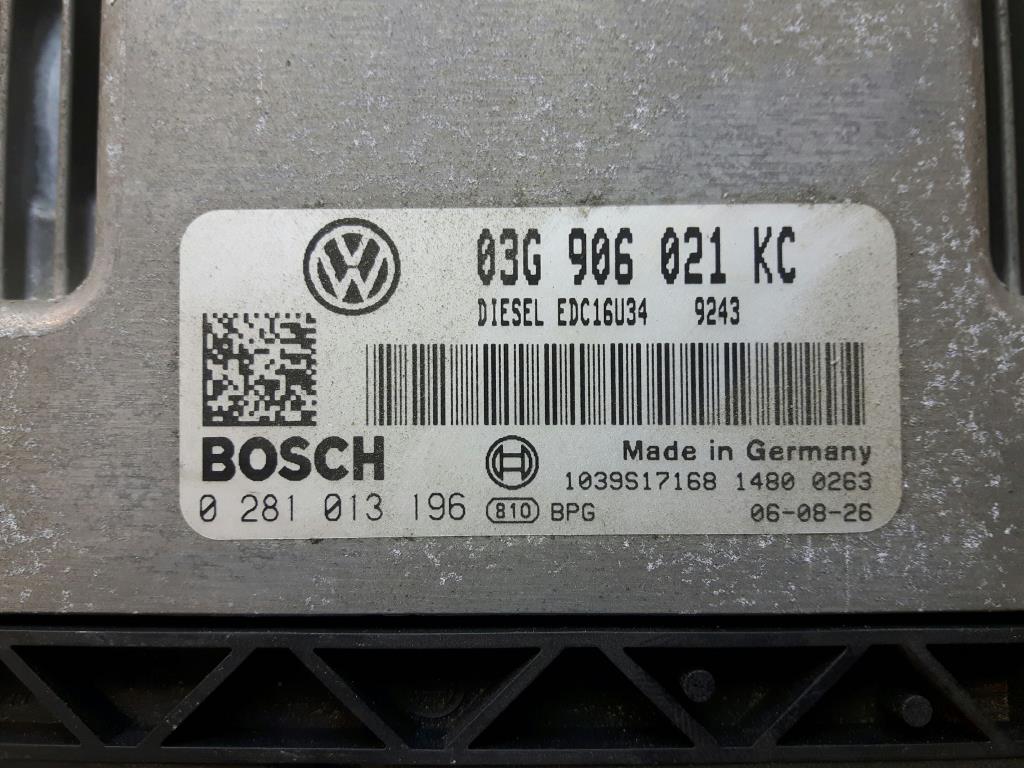 03G 906 021 KC
DIESEL EDC16U34 9243
BOSCH
Made in Germany
1039S17168 1480 0263
0 281 013 196 810 BPG 06-08-26